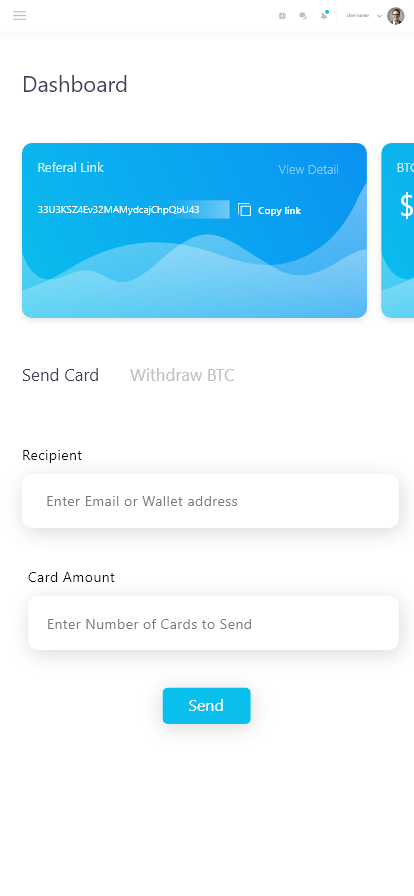 Username
Dashboard
Referal Link
View Detail
BTC
33U3KSZ4Ev32MAMydcajChpQbU43
Copy link
$
Send Card
Withdraw BTC
Recipient
Enter Email or Wallet address
Card Amount
Enter Number of Cards to Send
Send